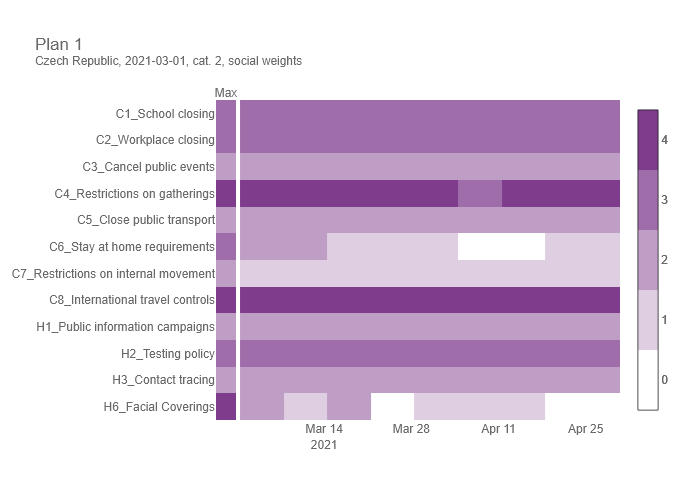 Plan 1
Czech Republic, 2021-03-01, cat. 2, social weights
Max
C1_School closing
C2_Workplace closing
C3_Cancel public events
C4_Restrictions on gatherings
C5_Close public transport
C6_Stay at home requirements
C7_Restrictions on internal movement
C8_International travel controls
H1_Public information campaigns
H2_Testing policy
H3_Contact tracing
H6_Facial Coverings
Mar 14 Mar 28 Apr 11 Apr 25
2021
4
3
2
1
0